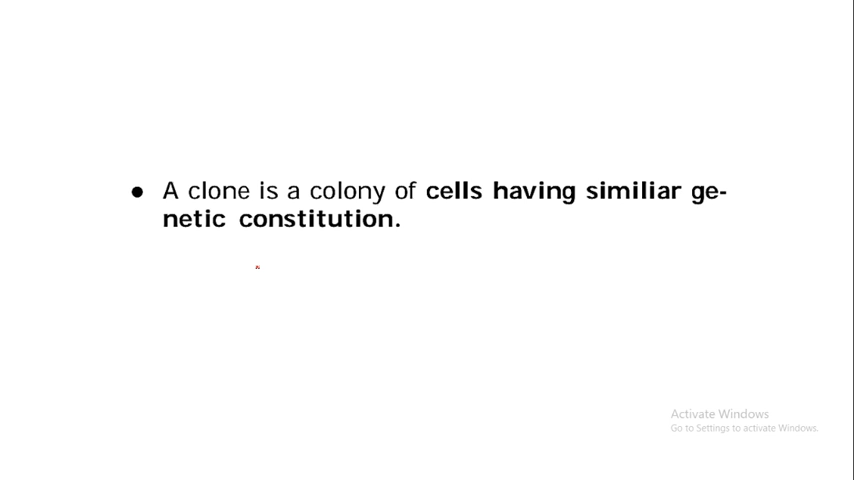 ● A clone is a colony of cells having similiar ge-
netic constitution.
Activate Windows
Go to Settings to activate Windows.